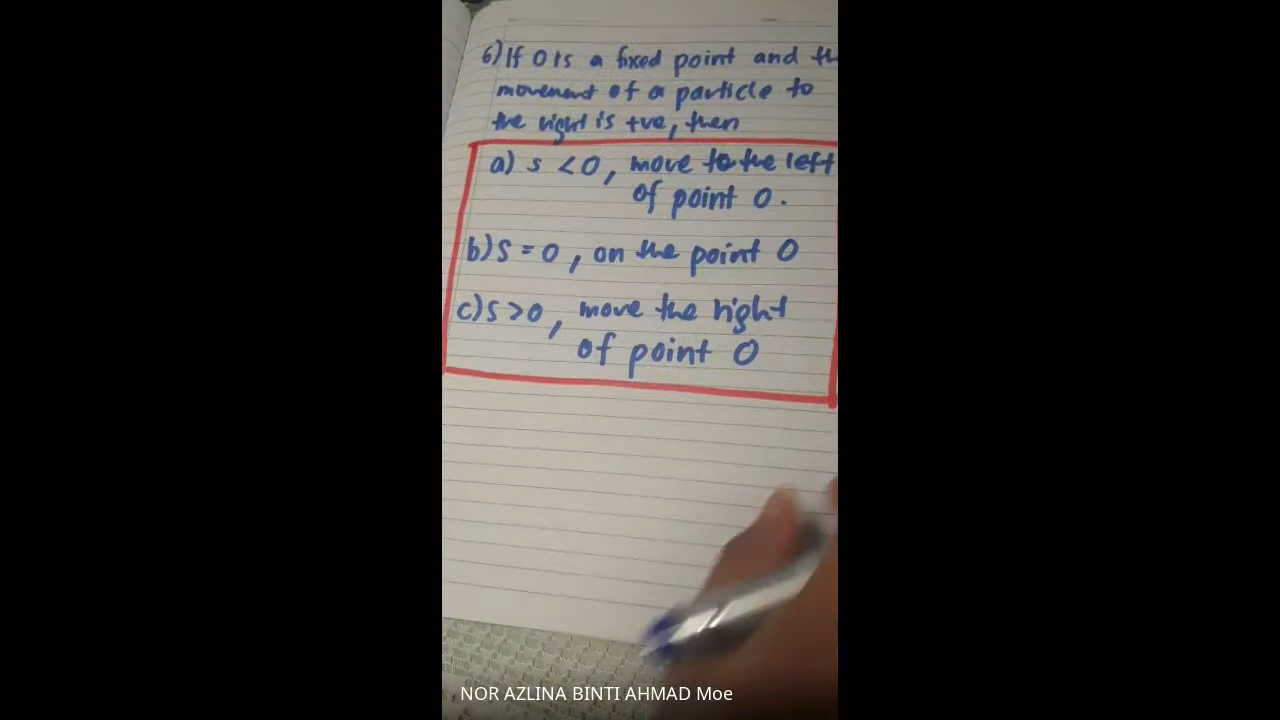 6) If O is a fixed point and th
movement of a particle to
the right is +ve, then
a) s < 0, move to the left
of point O.
b) S = 0, on the point O
c) S > 0, move the right
of point O
NOR AZLINA BINTI AHMAD Moe